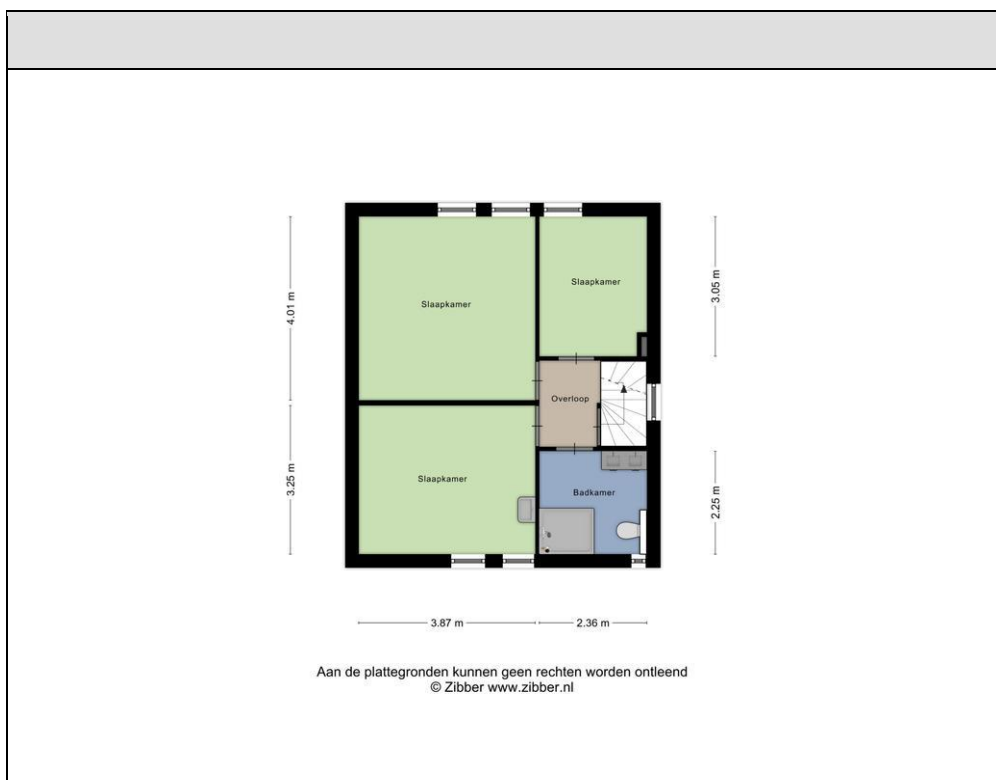 Slaapkamer
Slaapkamer
Overloop
Slaapkamer
Badkamer
4.01 m
3.25 m
3.05 m
2.25 m
3.87 m
2.36 m
Aan de plattegronden kunnen geen rechten worden ontleend
© Zibber www.zibber.nl